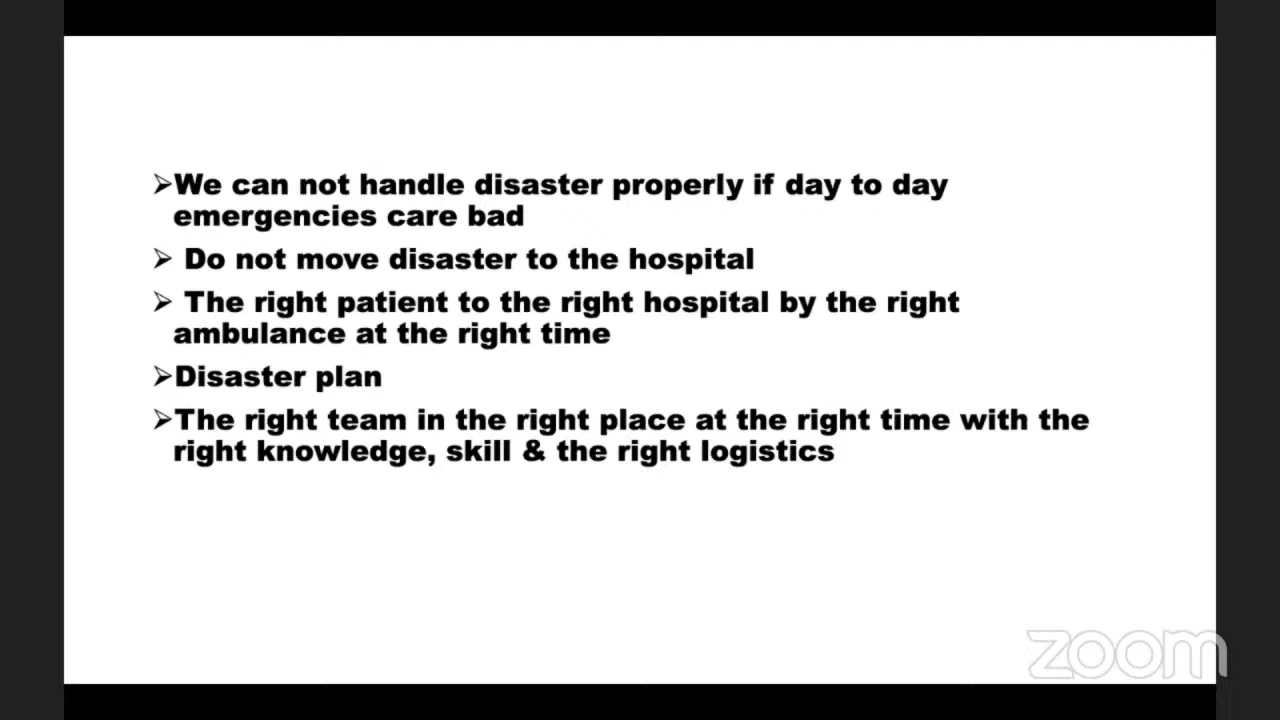 ➢We can not handle disaster properly if day to day
emergencies care bad
➢ Do not move disaster to the hospital
➢ The right patient to the right hospital by the right
ambulance at the right time
➢Disaster plan
➢The right team in the right place at the right time with the
right knowledge, skill & the right logistics
zoom